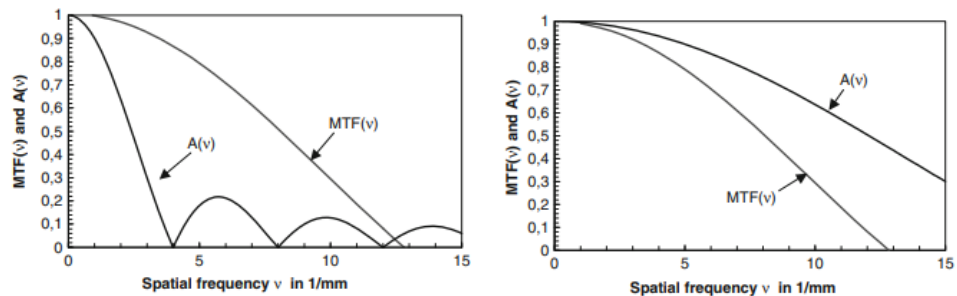 MTF(ν) and A(ν)
1
0,9
0,8
0,7
0,6
0,5
0,4
0,3
0,2
0,1
0
A(ν)
MTF(ν)
0 5 10 15
Spatial frequency ν in 1/mm
MTF(ν) and A(ν)
1
0,9
0,8
0,7
0,6
0,5
0,4
0,3
0,2
0,1
0
A(ν)
MTF(ν)
0 5 10 15
Spatial frequency ν in 1/mm